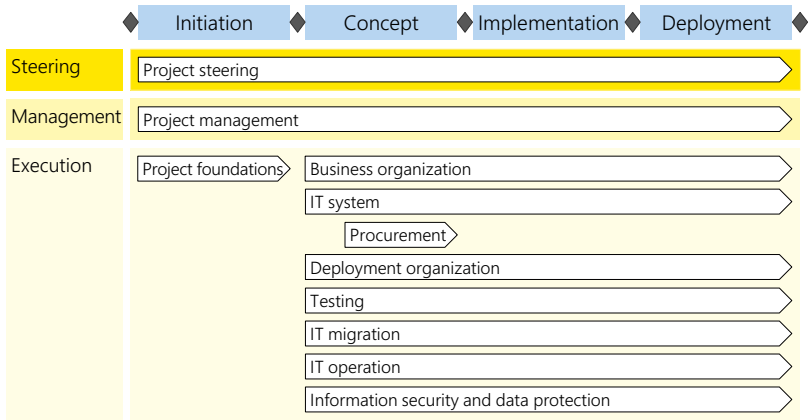 Initiation Concept Implementation Deployment
Steering Project steering
Management Project management
Execution Project foundations Business organization
IT system
Procurement
Deployment organization
Testing
IT migration
IT operation
Information security and data protection